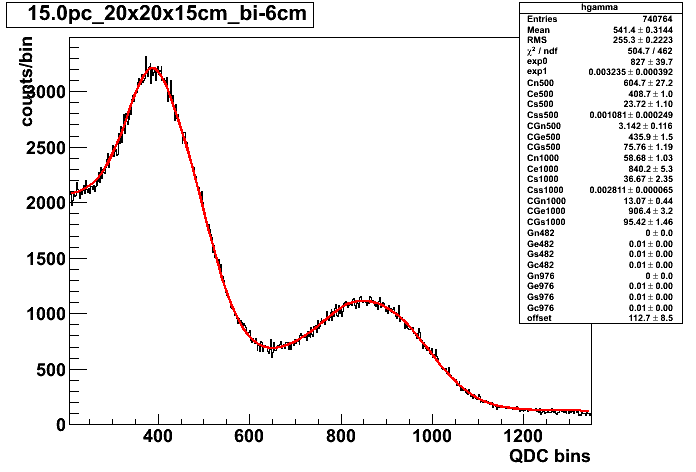 15.0pc_20x20x15cm_bi-6cm
hgamma
Entries 740764
Mean 541.4 ± 0.3144
RMS 255.3 ± 0.2223
χ² / ndf 504.7 / 462
exp0 827 ± 39.7
exp1 0.003235 ± 0.000392
Cn500 604.7 ± 27.2
Ce500 408.7 ± 1.0
Cs500 23.72 ± 1.10
Css500 0.001081 ± 0.000249
CGn500 3.142 ± 0.116
CGe500 435.9 ± 1.5
CGs500 75.76 ± 1.19
Cn1000 58.68 ± 1.03
Ce1000 840.2 ± 5.3
Cs1000 36.67 ± 2.35
Css1000 0.002811 ± 0.000065
CGn1000 13.07 ± 0.44
CGe1000 906.4 ± 3.2
CGs1000 95.42 ± 1.46
Gn482 0 ± 0.0
Ge482 0.01 ± 0.00
Gs482 0.01 ± 0.00
Gc482 0.01 ± 0.00
Gn976 0 ± 0.0
Ge976 0.01 ± 0.00
Gs976 0.01 ± 0.00
Gc976 0.01 ± 0.00
offset 112.7 ± 8.5
counts/bin
3000
2500
2000
1500
1000
500
0
400 600 800 1000 1200
QDC bins